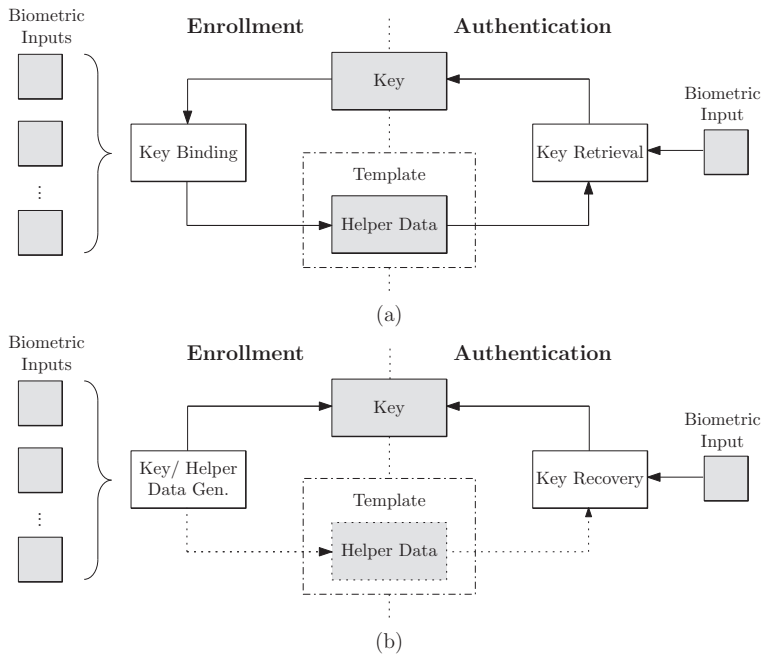 Biometric
Inputs
Enrollment
Authentication
Key
Biometric
Input
Key Binding
Key Retrieval
Template
Helper Data
(a)
Biometric
Inputs
Enrollment
Authentication
Key
Biometric
Input
Key/ Helper
Data Gen.
Key Recovery
Template
Helper Data
(b)